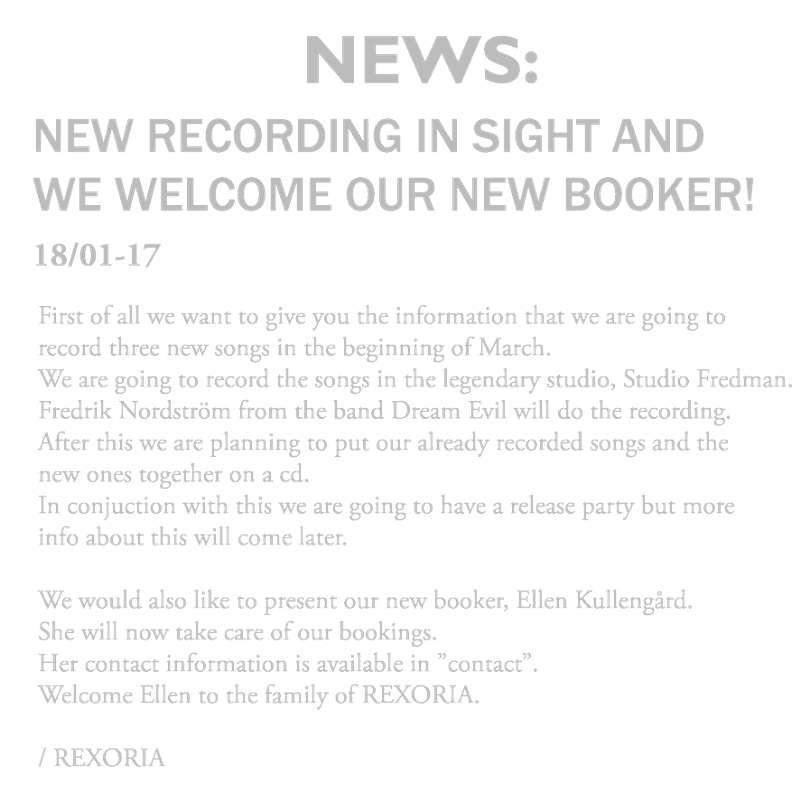 NEWS:
NEW RECORDING IN SIGHT AND
WE WELCOME OUR NEW BOOKER!
18/01-17
First of all we want to give you the information that we are going to
record three new songs in the beginning of March.
We are going to record the songs in the legendary studio, Studio Fredman.
Fredrik Nordström from the band Dream Evil will do the recording.
After this we are planning to put our already recorded songs and the
new ones together on a cd.
In conjuction with this we are going to have a release party but more
info about this will come later.
We would also like to present our new booker, Ellen Kullengård.
She will now take care of our bookings.
Her contact information is available in ”contact”.
Welcome Ellen to the family of REXORIA.
/ REXORIA